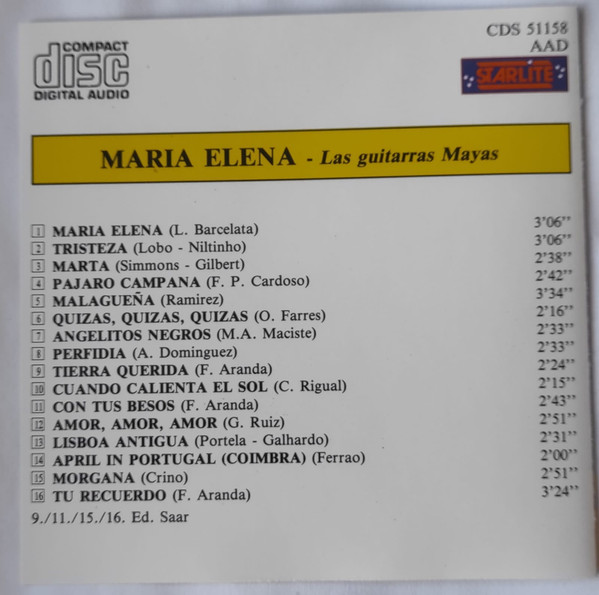 COMPACT
disc
DIGITAL AUDIO
CDS 51158
AAD
STARLITE
MARIA ELENA - Las guitarras Mayas
1 MARIA ELENA (L. Barcelata) 3'06''
2 TRISTEZA (Lobo - Niltinho) 3'06''
3 MARTA (Simmons - Gilbert) 2'38''
4 PAJARO CAMPANA (F. P. Cardoso) 2'42''
5 MALAGUEÑA (Ramirez) 3'34''
6 QUIZAS, QUIZAS, QUIZAS (O. Farres) 2'16''
7 ANGELITOS NEGROS (M.A. Maciste) 2'33''
8 PERFIDIA (A. Dominguez) 2'33''
9 TIERRA QUERIDA (F. Aranda) 2'24''
10 CUANDO CALIENTA EL SOL (C. Rigual) 2'15''
11 CON TUS BESOS (F. Aranda) 2'43''
12 AMOR, AMOR, AMOR (G. Ruiz) 2'51''
13 LISBOA ANTIGUA (Portela - Galhardo) 2'31''
14 APRIL IN PORTUGAL (COIMBRA) (Ferrao) 2'00''
15 MORGANA (Crino) 2'51''
16 TU RECUERDO (F. Aranda) 3'24''
9./11./15./16. Ed. Saar